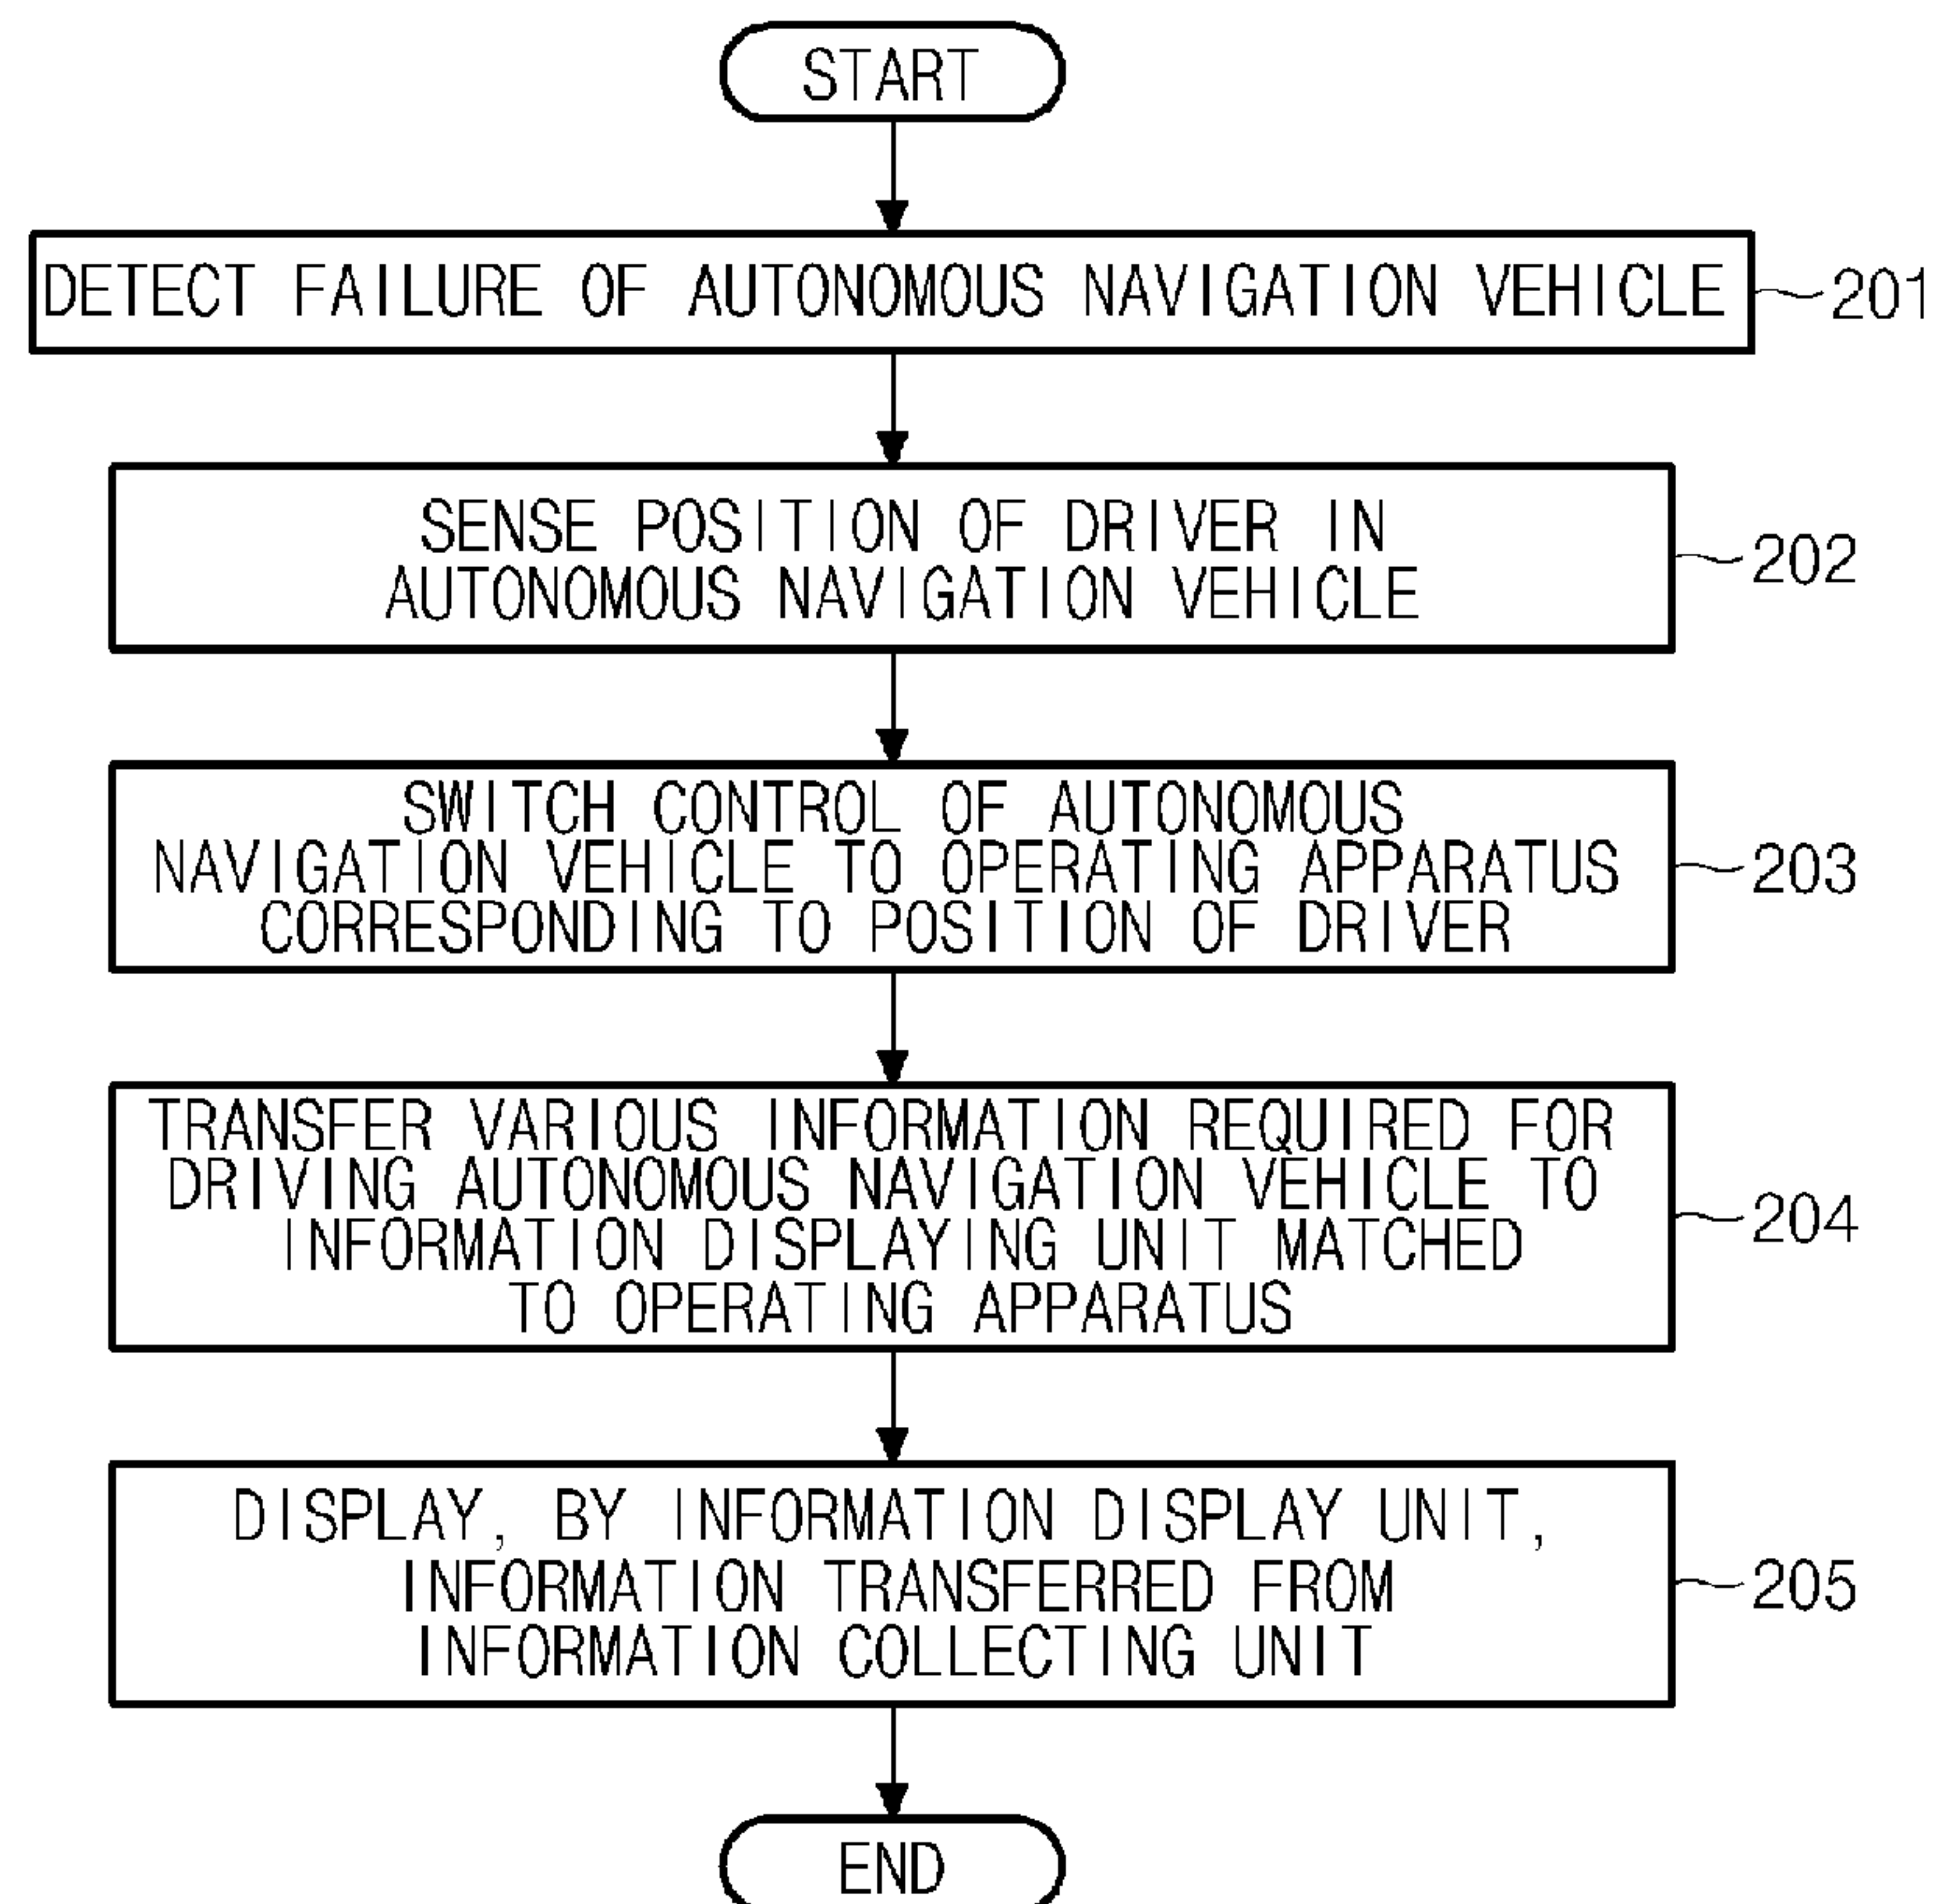 START
DETECT FAILURE OF AUTONOMOUS NAVIGATION VEHICLE
201
SENSE POSITION OF DRIVER IN
AUTONOMOUS NAVIGATION VEHICLE
202
SWITCH CONTROL OF AUTONOMOUS
NAVIGATION VEHICLE TO OPERATING APPARATUS
CORRESPONDING TO POSITION OF DRIVER
203
TRANSFER VARIOUS INFORMATION REQUIRED FOR
DRIVING AUTONOMOUS NAVIGATION VEHICLE TO
INFORMATION DISPLAYING UNIT MATCHED
TO OPERATING APPARATUS
204
DISPLAY, BY INFORMATION DISPLAY UNIT,
INFORMATION TRANSFERRED FROM
INFORMATION COLLECTING UNIT
205
END